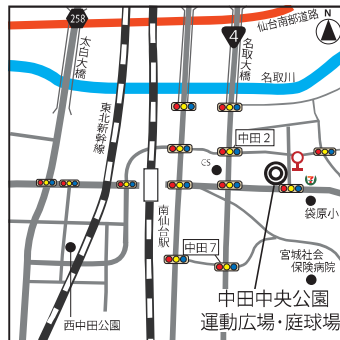 258
仙台南部道路
N
太白大橋
4
名取大橋
名取川
東北新幹線
中田2
CS
7
袋原小
南仙台駅
中田7
宮城社会
保険病院
西中田公園
中田中央公園
運動広場・庭球場